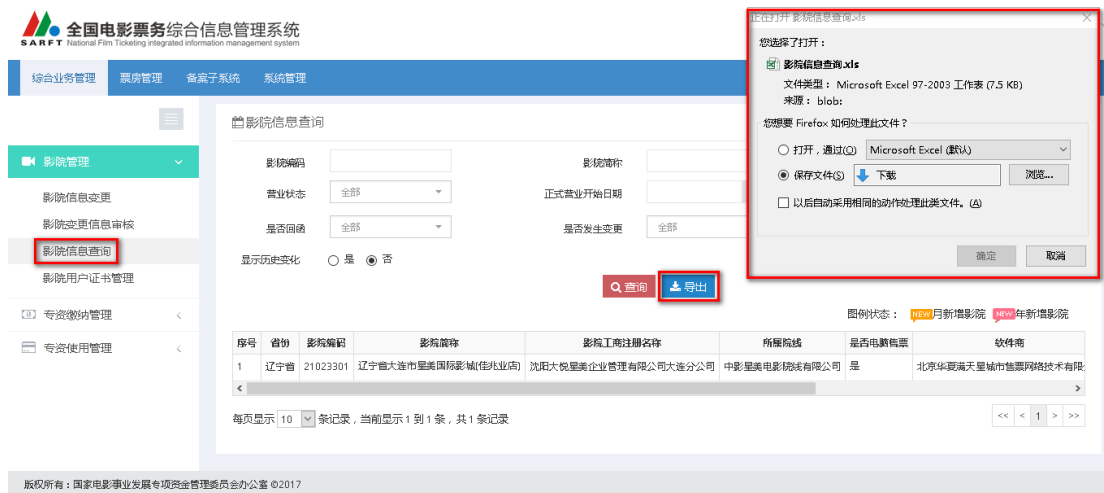 全国电影票务综合信息管理系统
SARFT National Film Ticketing integrated information management system
综合业务管理 票房管理 备案子系统 系统管理
正在打开 影院信息查询.xls
您选择了打开：
影院信息查询.xls
文件类型： Microsoft Excel 97-2003 工作表 (7.5 KB)
来源： blob:
您想要 Firefox 如何处理此文件？
打开，通过(O) Microsoft Excel (默认)
保存文件(S) 下载 浏览...
以后自动采用相同的动作处理此类文件。(A)
确定 取消
影院管理
影院信息变更
影院变更信息审核
影院信息查询
影院用户证书管理
专资缴纳管理
专资使用管理
影院信息查询
影院编码 影院简称
营业状态 全部 正式营业开始日期
是否回函 全部 是否发生变更 全部
显示历史变化 是 否
查询 导出
图例状态： NEW 月新增影院 NEW 年新增影院
序号 省份 影院编码 影院简称 影院工商注册名称 所属院线 是否电脑售票 软件商
1 辽宁省 21023301 辽宁省大连市星美国际影城(佳兆业店) 沈阳大悦星美企业管理有限公司大连分公司 中影星美电影院线有限公司 是 北京华夏满天星城市售票网络技术有限
每页显示 10 条记录，当前显示 1 到 1 条，共 1 条记录
<< < 1 > >>
版权所有：国家电影事业发展专项资金管理委员会办公室 ©2017